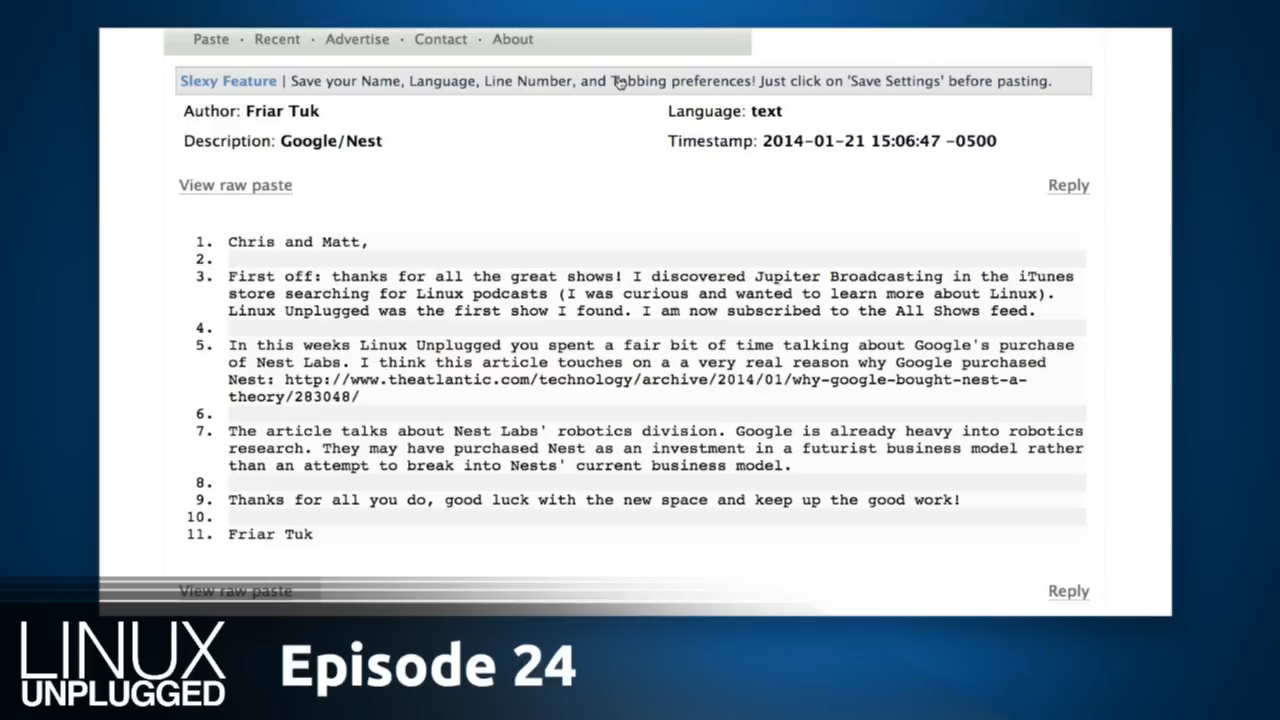 Paste · Recent · Advertise · Contact · About
Slexy Feature | Save your Name, Language, Line Number, and Tabbing preferences! Just click on 'Save Settings' before pasting.
Author: Friar Tuk Language: text
Description: Google/Nest Timestamp: 2014-01-21 15:06:47 -0500
View raw paste Reply
1. Chris and Matt,
2.
3. First off: thanks for all the great shows! I discovered Jupiter Broadcasting in the iTunes
store searching for Linux podcasts (I was curious and wanted to learn more about Linux).
Linux Unplugged was the first show I found. I am now subscribed to the All Shows feed.
4.
5. In this weeks Linux Unplugged you spent a fair bit of time talking about Google's purchase
of Nest Labs. I think this article touches on a a very real reason why Google purchased
Nest: http://www.theatlantic.com/technology/archive/2014/01/why-google-bought-nest-a-
theory/283048/
6.
7. The article talks about Nest Labs' robotics division. Google is already heavy into robotics
research. They may have purchased Nest as an investment in a futurist business model rather
than an attempt to break into Nests' current business model.
8.
9. Thanks for all you do, good luck with the new space and keep up the good work!
10.
11. Friar Tuk
View raw paste Reply
LINUX
UNPLUGGED
Episode 24